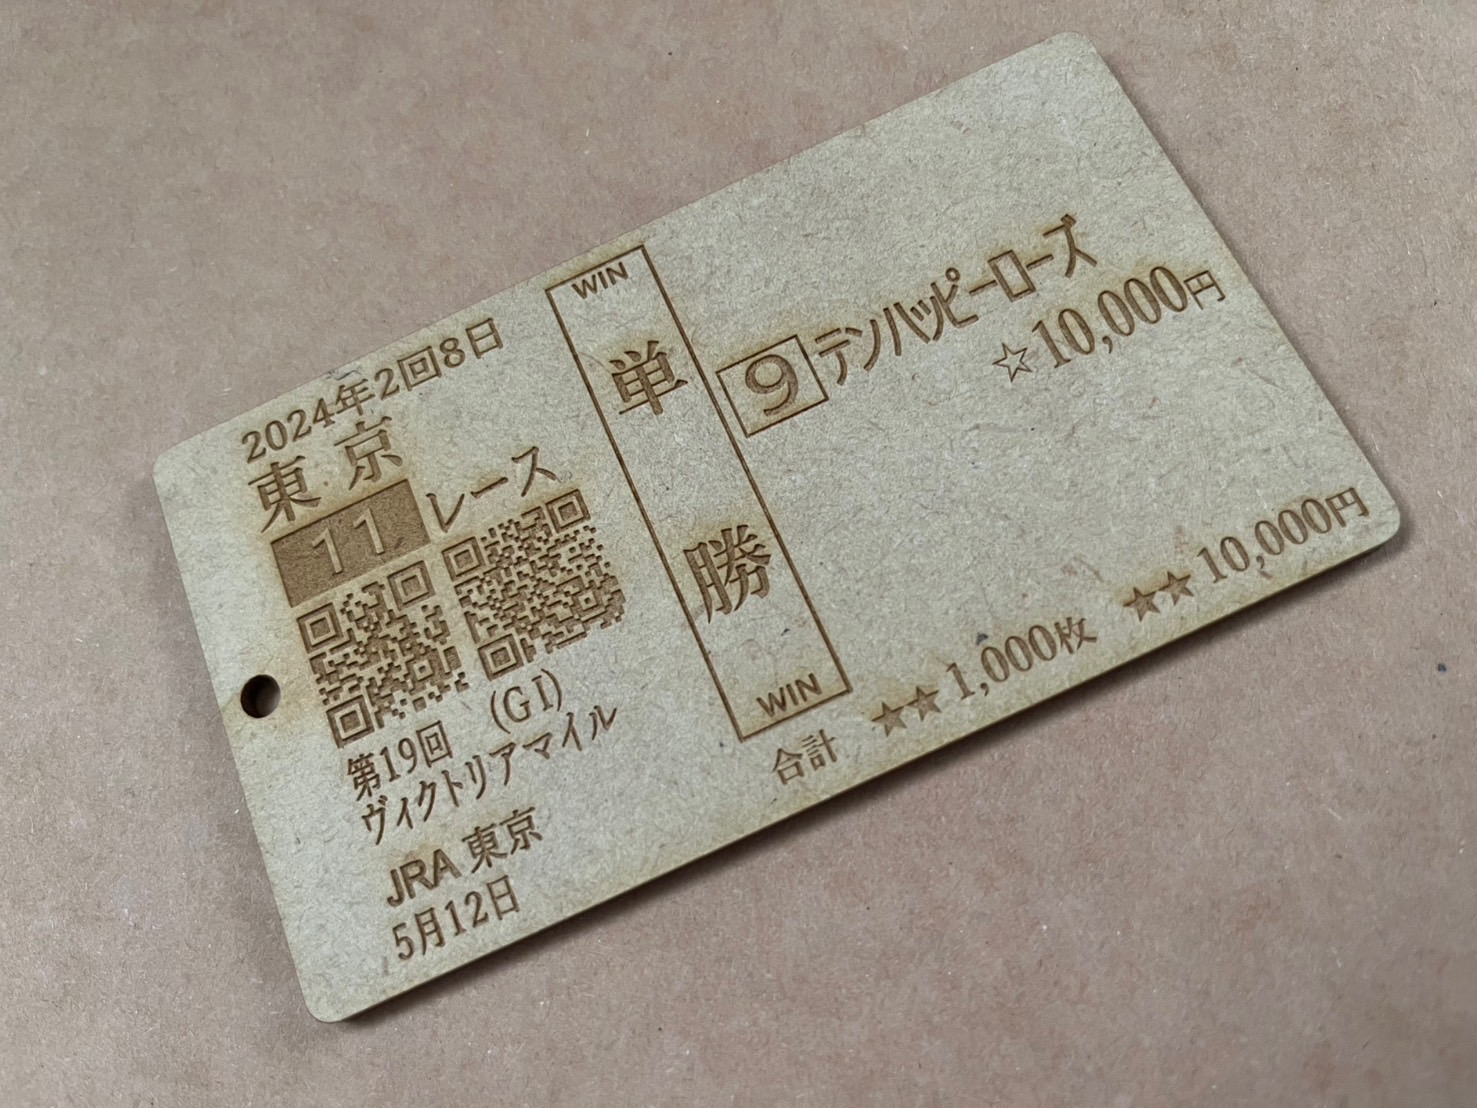 2024年2回8日
東京
11 レース
第19回 (GI)
ヴィクトリアマイル
JRA 東京
5月12日
WIN
単勝
WIN
9 テンハッピーローズ
☆10,000円
合計 ★★1,000枚 ★★10,000円